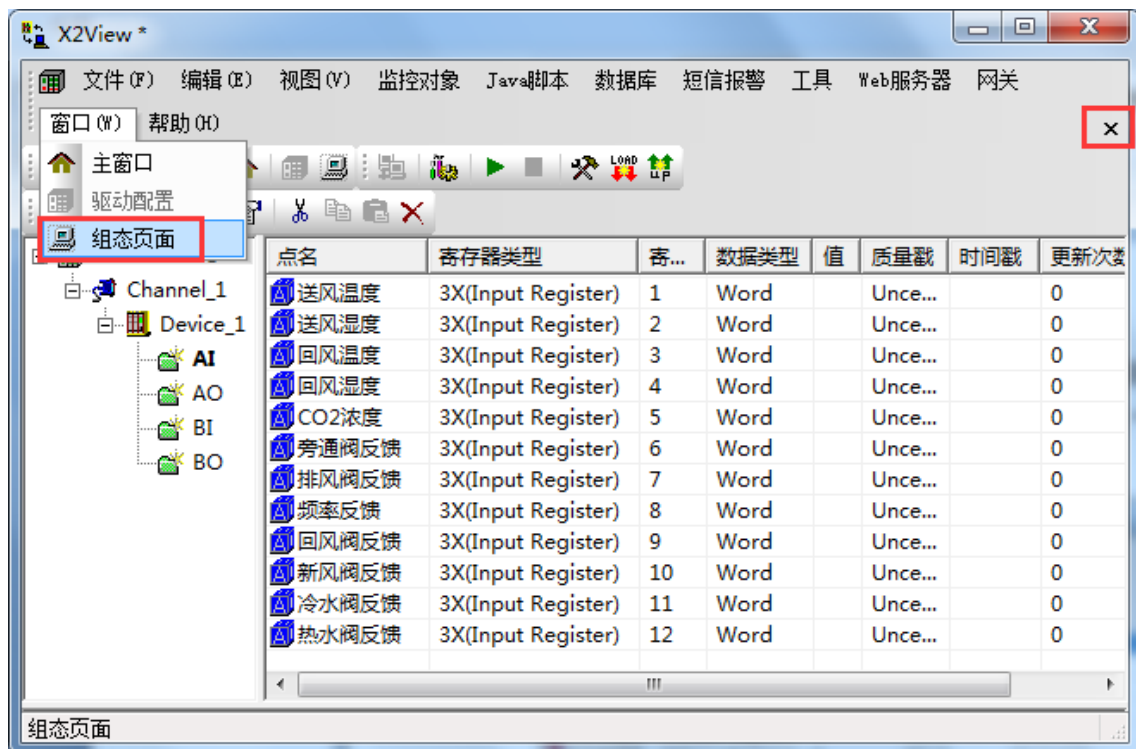 X2View *
文件(F) 编辑(E) 视图(V) 监控对象 Java脚本 数据库 短信报警 工具 Web服务器 网关
窗口(W) 帮助(H)
主窗口
LOAD
UP
驱动配置
组态页面
点名 寄存器类型 寄... 数据类型 值 质量戳 时间戳 更新次数
Channel_1
Device_1
AI
AO
BI
BO
送风温度 3X(Input Register) 1 Word Unce... 0
送风湿度 3X(Input Register) 2 Word Unce... 0
回风温度 3X(Input Register) 3 Word Unce... 0
回风湿度 3X(Input Register) 4 Word Unce... 0
CO2浓度 3X(Input Register) 5 Word Unce... 0
旁通阀反馈 3X(Input Register) 6 Word Unce... 0
排风阀反馈 3X(Input Register) 7 Word Unce... 0
频率反馈 3X(Input Register) 8 Word Unce... 0
回风阀反馈 3X(Input Register) 9 Word Unce... 0
新风阀反馈 3X(Input Register) 10 Word Unce... 0
冷水阀反馈 3X(Input Register) 11 Word Unce... 0
热水阀反馈 3X(Input Register) 12 Word Unce... 0
组态页面